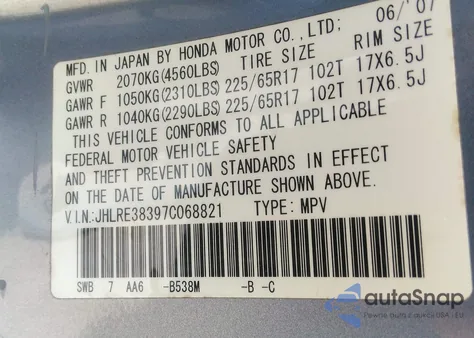 MFD. IN JAPAN BY HONDA MOTOR CO., LTD; 06/'07
GVWR 2070KG(4560LBS) TIRE SIZE RIM SIZE
GAWR F 1050KG(2310LBS) 225/65R17 102T 17X6.5J
GAWR R 1040KG(2290LBS) 225/65R17 102T 17X6.5J
THIS VEHICLE CONFORMS TO ALL APPLICABLE
FEDERAL MOTOR VEHICLE SAFETY
AND THEFT PREVENTION STANDARDS IN EFFECT
ON THE DATE OF MANUFACTURE SHOWN ABOVE.
V.I.N:JHLRE38397C068821 TYPE: MPV
SWB 7 AA6 -B538M -B -C
autoSnap